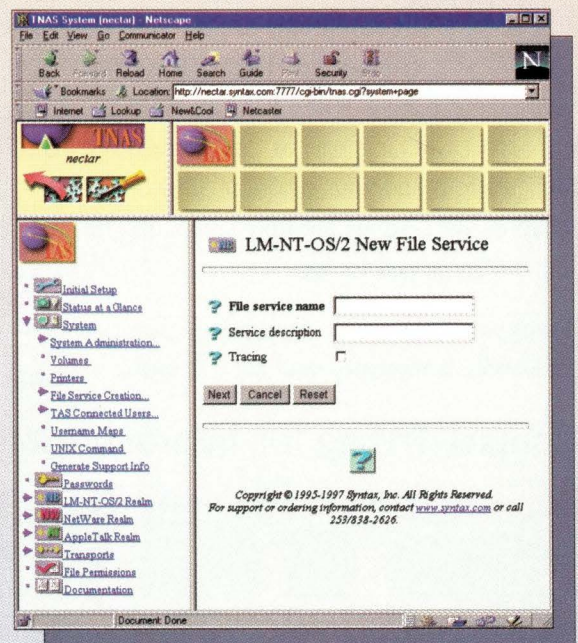 TNAS System (nectar) - Netscape
File Edit View Go Communicator Help
Back Forward Reload Home Search Guide Print Security Stop
N
Bookmarks Location: http://nectar.syntax.com:7777/cgi-bin/tnas.cgi?system+page
Internet Lookup New&Cool Netcaster
TNAS
nectar
TAS
TAS
LM-NT-OS/2 New File Service
Initial Setup
Status at a Glance
System
System Administration...
Volumes
Printers
File Service Creation...
TAS Connected Users...
Username Maps
UNIX Command
Generate Support Info
Passwords
LM-NT-OS/2 Realm
NetWare Realm
AppleTalk Realm
Transports
File Permissions
Documentation
? File service name
? Service description
? Tracing
Next Cancel Reset
?
Copyright © 1995-1997 Syntax, Inc. All Rights Reserved.
For support or ordering information, contact www.syntax.com or call
253/838-2626.
Document: Done